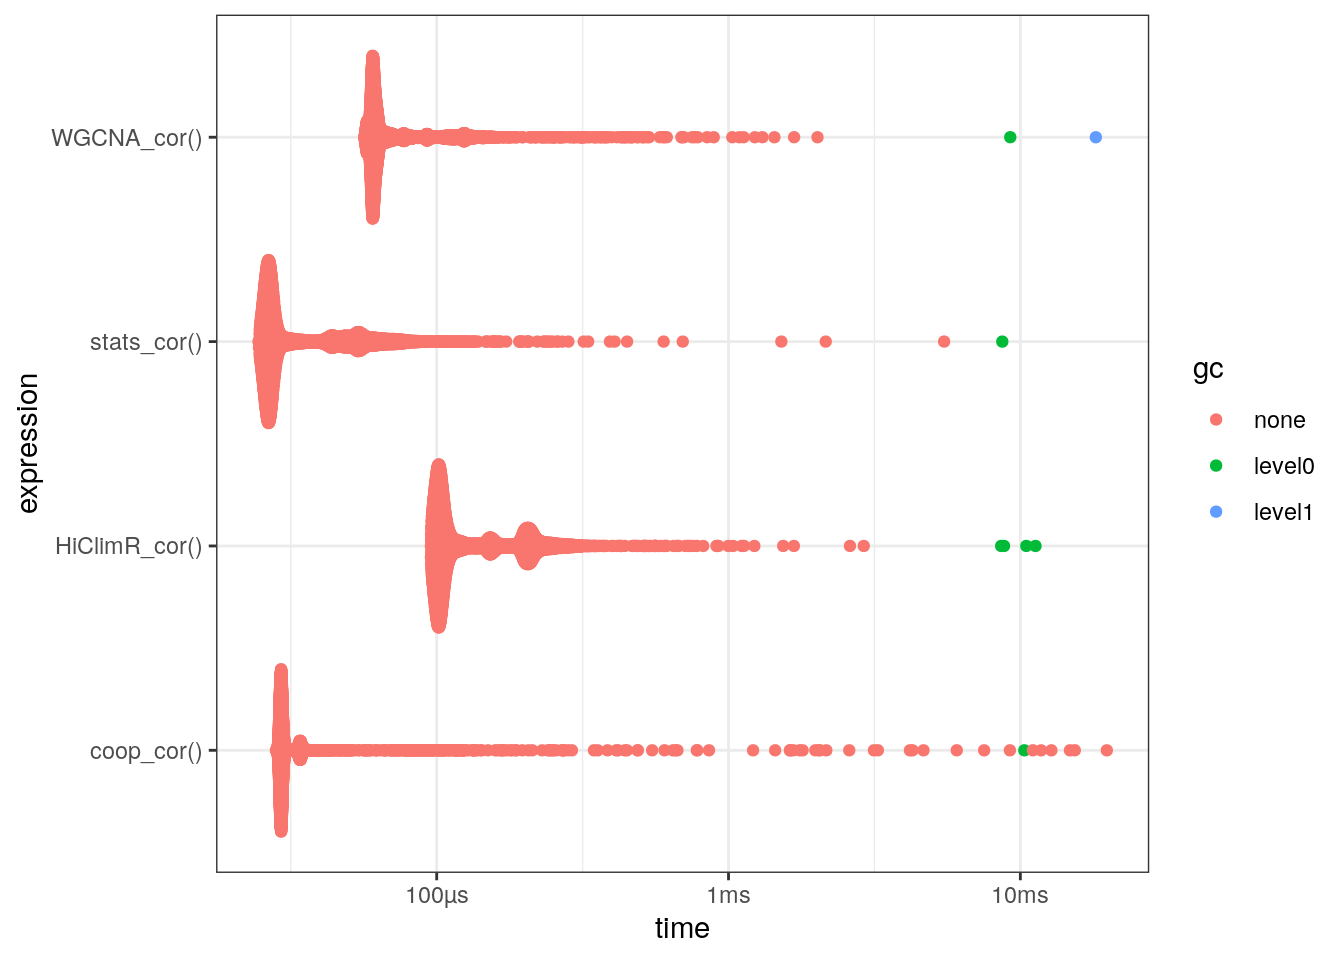 WGCNA_cor()
stats_cor()
HiClimR_cor()
coop_cor()
expression
100µs
1ms
10ms
time
gc
none
level0
level1